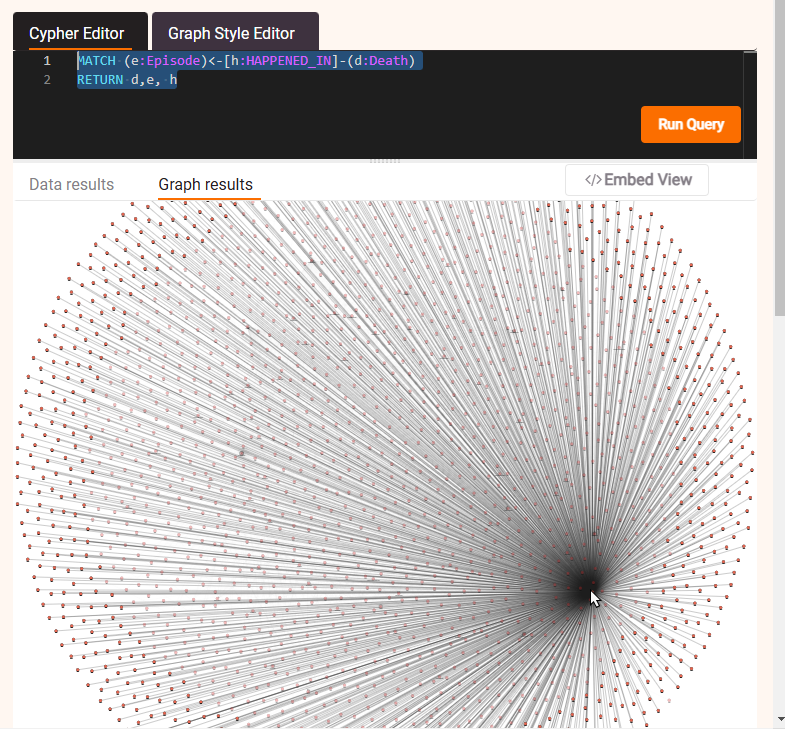 Cypher Editor
Graph Style Editor
1 MATCH (e:Episode)<-[h:HAPPENED_IN]-(d:Death)
2 RETURN d,e, h
Run Query
Data results
Graph results
</>Embed View